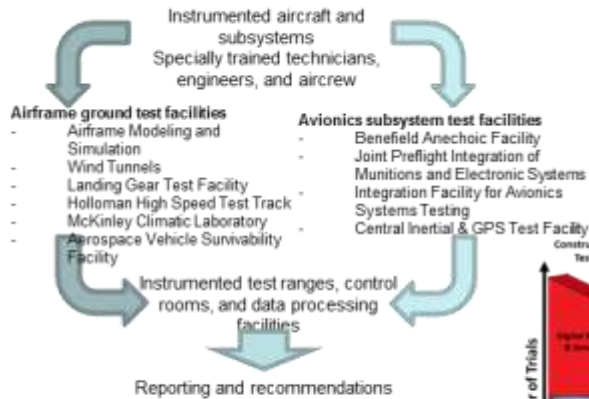 Instrumented aircraft and
subsystems
Specially trained technicians,
engineers, and aircrew
Airframe ground test facilities
- Airframe Modeling and
Simulation
- Wind Tunnels
- Landing Gear Test Facility
- Holloman High Speed Test Track
- McKinley Climatic Laboratory
- Aerospace Vehicle Survivability
Facility
Avionics subsystem test facilities
- Benefield Anechoic Facility
- Joint Preflight Integration of
Munitions and Electronic Systems
- Integration Facility for Avionics
Systems Testing
- Central Inertial & GPS Test Facility
Instrumented test ranges, control
rooms, and data processing
facilities
Reporting and recommendations
Constru
Tes
r of Trials